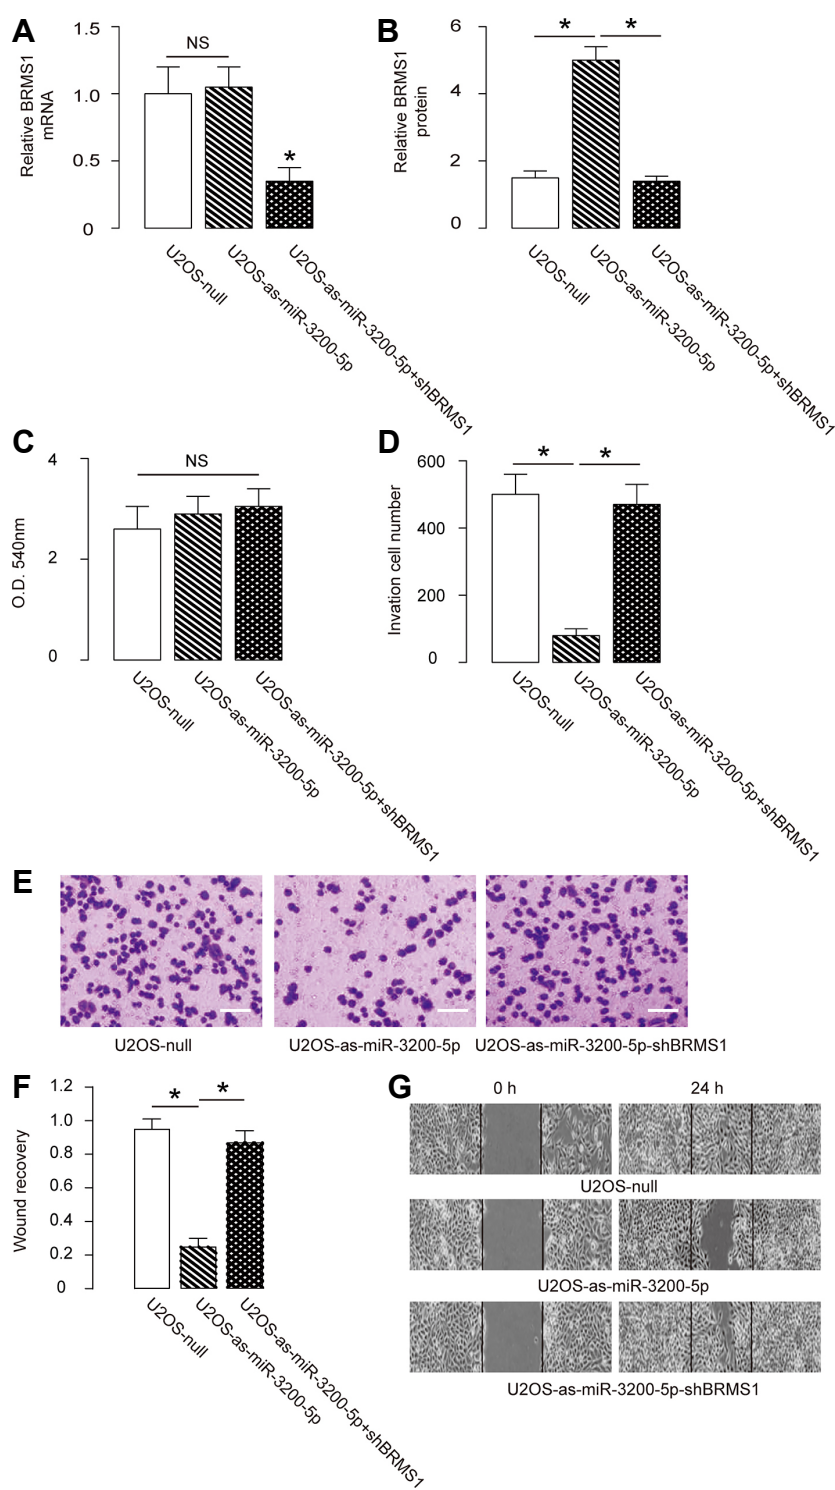 A
Relative BRMS1
mRNA
1.5
1.0
0.5
0
NS
*
U2OS-null
U2OS-as-miR-3200-5p
U2OS-as-miR-3200-5p+shBRMS1
B
Relative BRMS1
protein
6
4
2
0
*
*
U2OS-null
U2OS-as-miR-3200-5p
U2OS-as-miR-3200-5p+shBRMS1
C
O.D. 540nm
4
2
0
NS
U2OS-null
U2OS-as-miR-3200-5p
U2OS-as-miR-3200-5p+shBRMS1
D
Invation cell number
600
400
200
0
*
*
U2OS-null
U2OS-as-miR-3200-5p
U2OS-as-miR-3200-5p+shBRMS1
E
U2OS-null
U2OS-as-miR-3200-5p
U2OS-as-miR-3200-5p-shBRMS1
F
Wound recovery
1.2
1.0
0.8
0.6
0.4
0.2
0
*
*
U2OS-null
U2OS-as-miR-3200-5p
U2OS-as-miR-3200-5p+shBRMS1
G
0 h
24 h
U2OS-null
U2OS-as-miR-3200-5p
U2OS-as-miR-3200-5p-shBRMS1